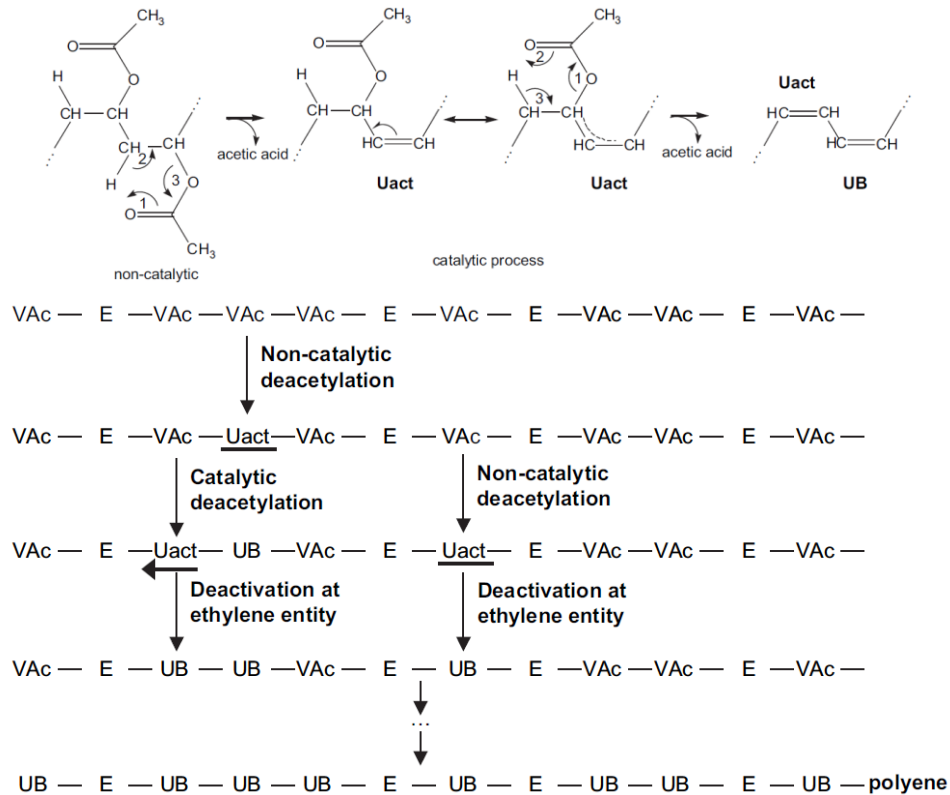 CH3 CH3 CH3
O O O 2
H O H O H 1 O Uact
3
CH CH CH CH CH CH HC CH
CH CH acetic acid HC CH HC CH acetic acid HC CH
2
H 3 O Uact Uact UB
1
O
CH3
non-catalytic catalytic process
VAc — E — VAc — VAc — VAc — E — VAc — E — VAc — VAc — E — VAc —
Non-catalytic
deacetylation
VAc — E — VAc — Uact — VAc — E — VAc — E — VAc — VAc — E — VAc —
Catalytic Non-catalytic
deacetylation deacetylation
VAc — E — Uact — UB — VAc — E — Uact — E — VAc — VAc — E — VAc —
Deactivation at Deactivation at
ethylene entity ethylene entity
VAc — E — UB — UB — VAc — E — UB — E — VAc — VAc — E — VAc —
...
UB — E — UB — UB — UB — E — UB — E — UB — UB — E — UB — polyene